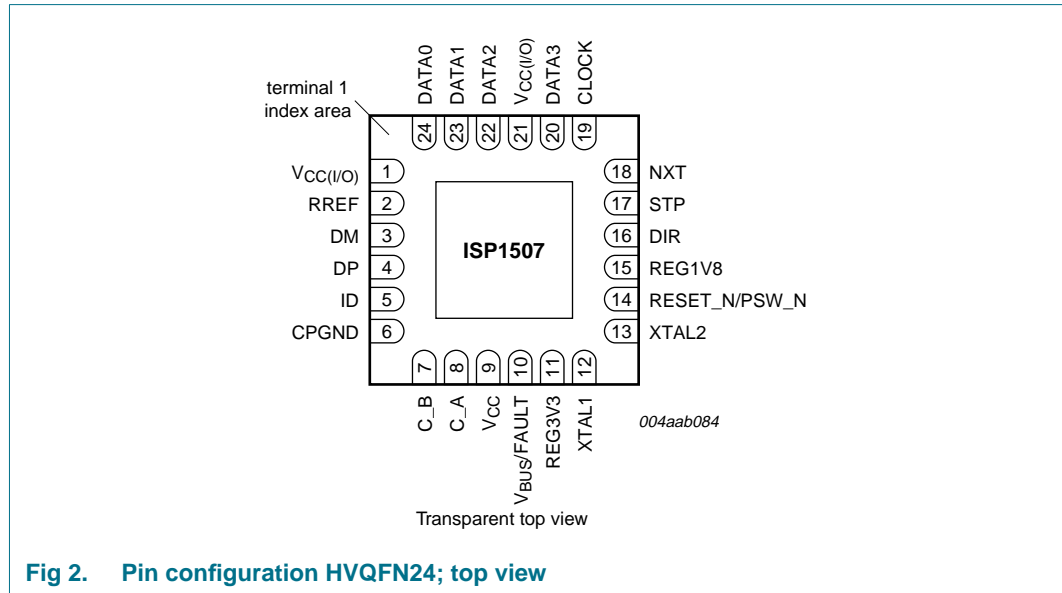 DATA0
DATA1
DATA2
VCC(I/O)
DATA3
CLOCK
terminal 1
index area
24
23
22
21
20
19
VCC(I/O) 1
18 NXT
RREF 2
17 STP
DM 3
16 DIR
ISP1507
DP 4
15 REG1V8
ID 5
14 RESET_N/PSW_N
CPGND 6
13 XTAL2
7
8
9
10
11
12
C_B
C_A
VCC
VBUS/FAULT
REG3V3
XTAL1
004aab084
Transparent top view
Fig 2. Pin configuration HVQFN24; top view